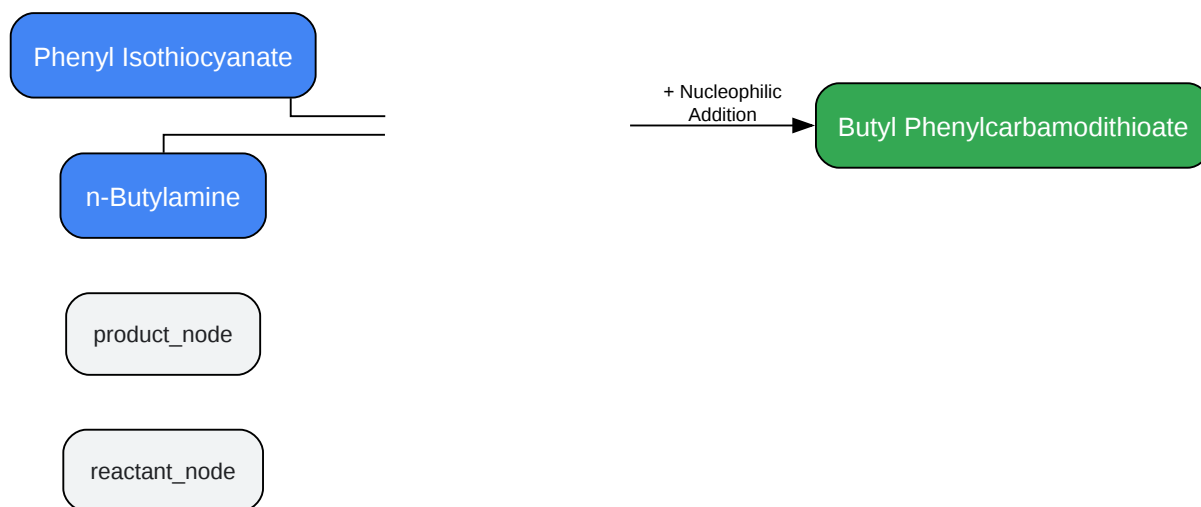 Phenyl Isothiocyanate
+ Nucleophilic
Addition
Butyl Phenylcarbamodithioate
n-Butylamine
product_node
reactant_node